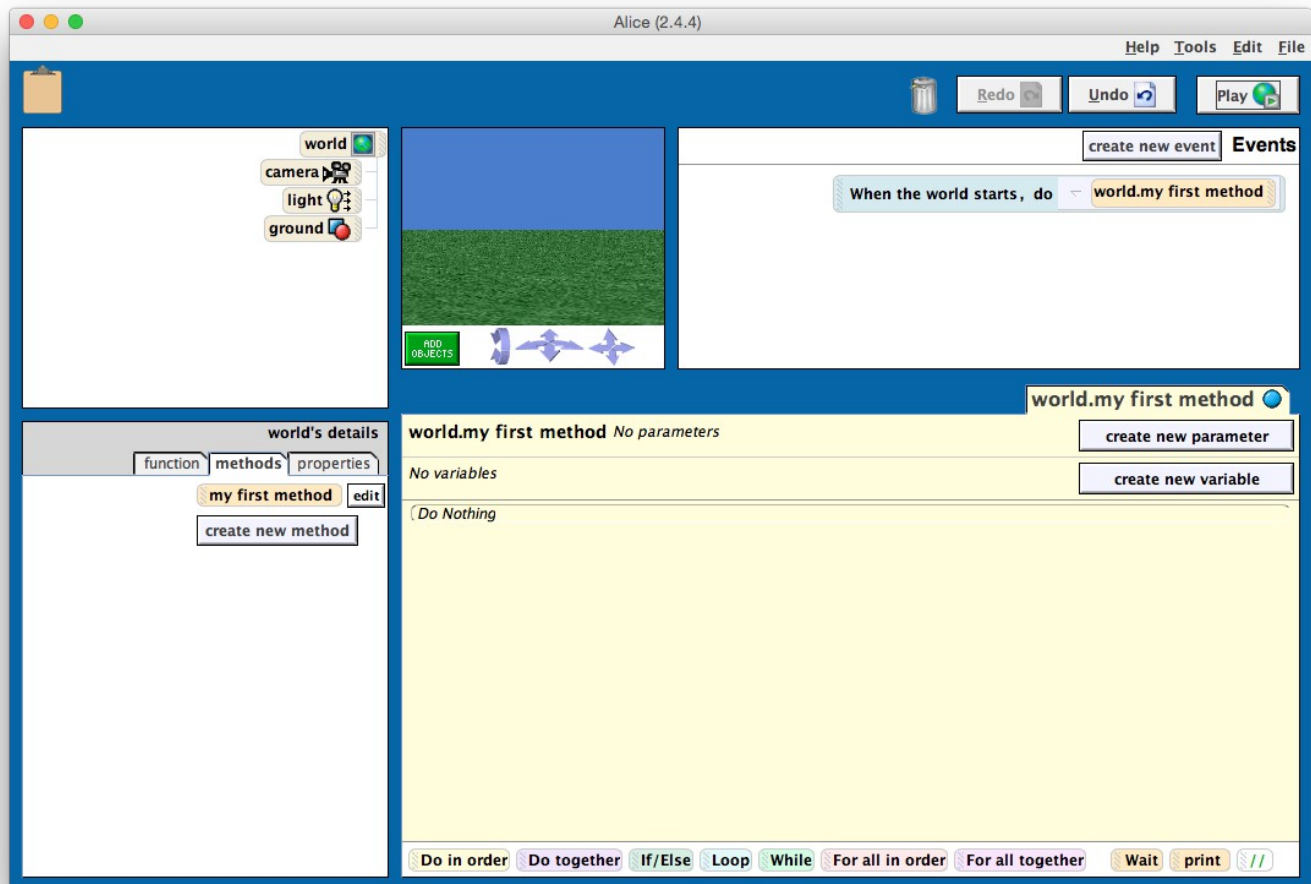 Alice (2.4.4)
Help Tools Edit File
Redo Undo Play
world
camera
light
ground
ADD
OBJECTS
create new event Events
When the world starts, do world.my first method
world's details
function methods properties
my first method edit
create new method
world.my first method
world.my first method No parameters create new parameter
No variables create new variable
Do Nothing
Do in order Do together If/Else Loop While For all in order For all together Wait print //